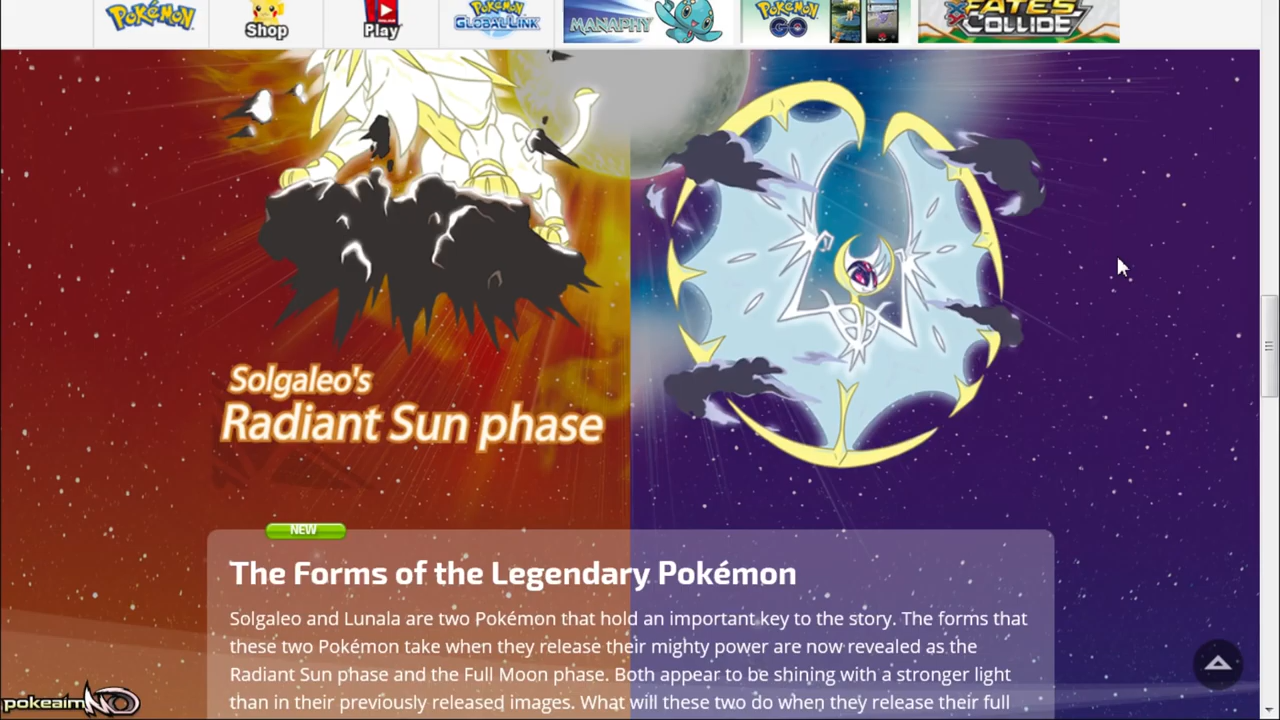 Pokémon
Shop
Play
Pokémon
Global Link
MANAPHY
Pokémon
GO
FATES
COLLIDE
Solgaleo's
Radiant Sun phase
NEW
The Forms of the Legendary Pokémon
Solgaleo and Lunala are two Pokémon that hold an important key to the story. The forms that
these two Pokémon take when they release their mighty power are now revealed as the
Radiant Sun phase and the Full Moon phase. Both appear to be shining with a stronger light
than in their previously released images. What will these two do when they release their full
pokeaimMD